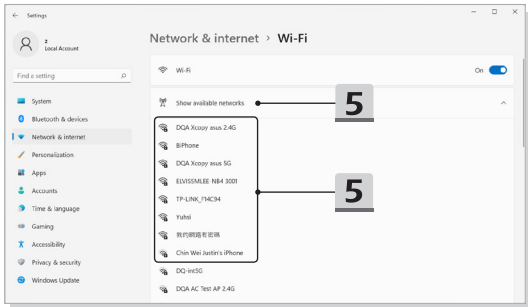 Settings
z
Local Account
Find a setting
System
Bluetooth & devices
Network & internet
Personalization
Apps
Accounts
Time & language
Gaming
Accessibility
Privacy & security
Windows Update
Network & internet > Wi-Fi
Wi-Fi
On
Show available networks
5
DQA Xcopy asus 2.4G
BiPhone
DQA Xcopy asus 5G
ELVISSMLEE-NB4 3001
5
TP-LINK_F14C94
Yuhsi
我的網路有密碼
Chin Wei Justin's iPhone
DQ-int5G
DQA AC Test AP 2.4G